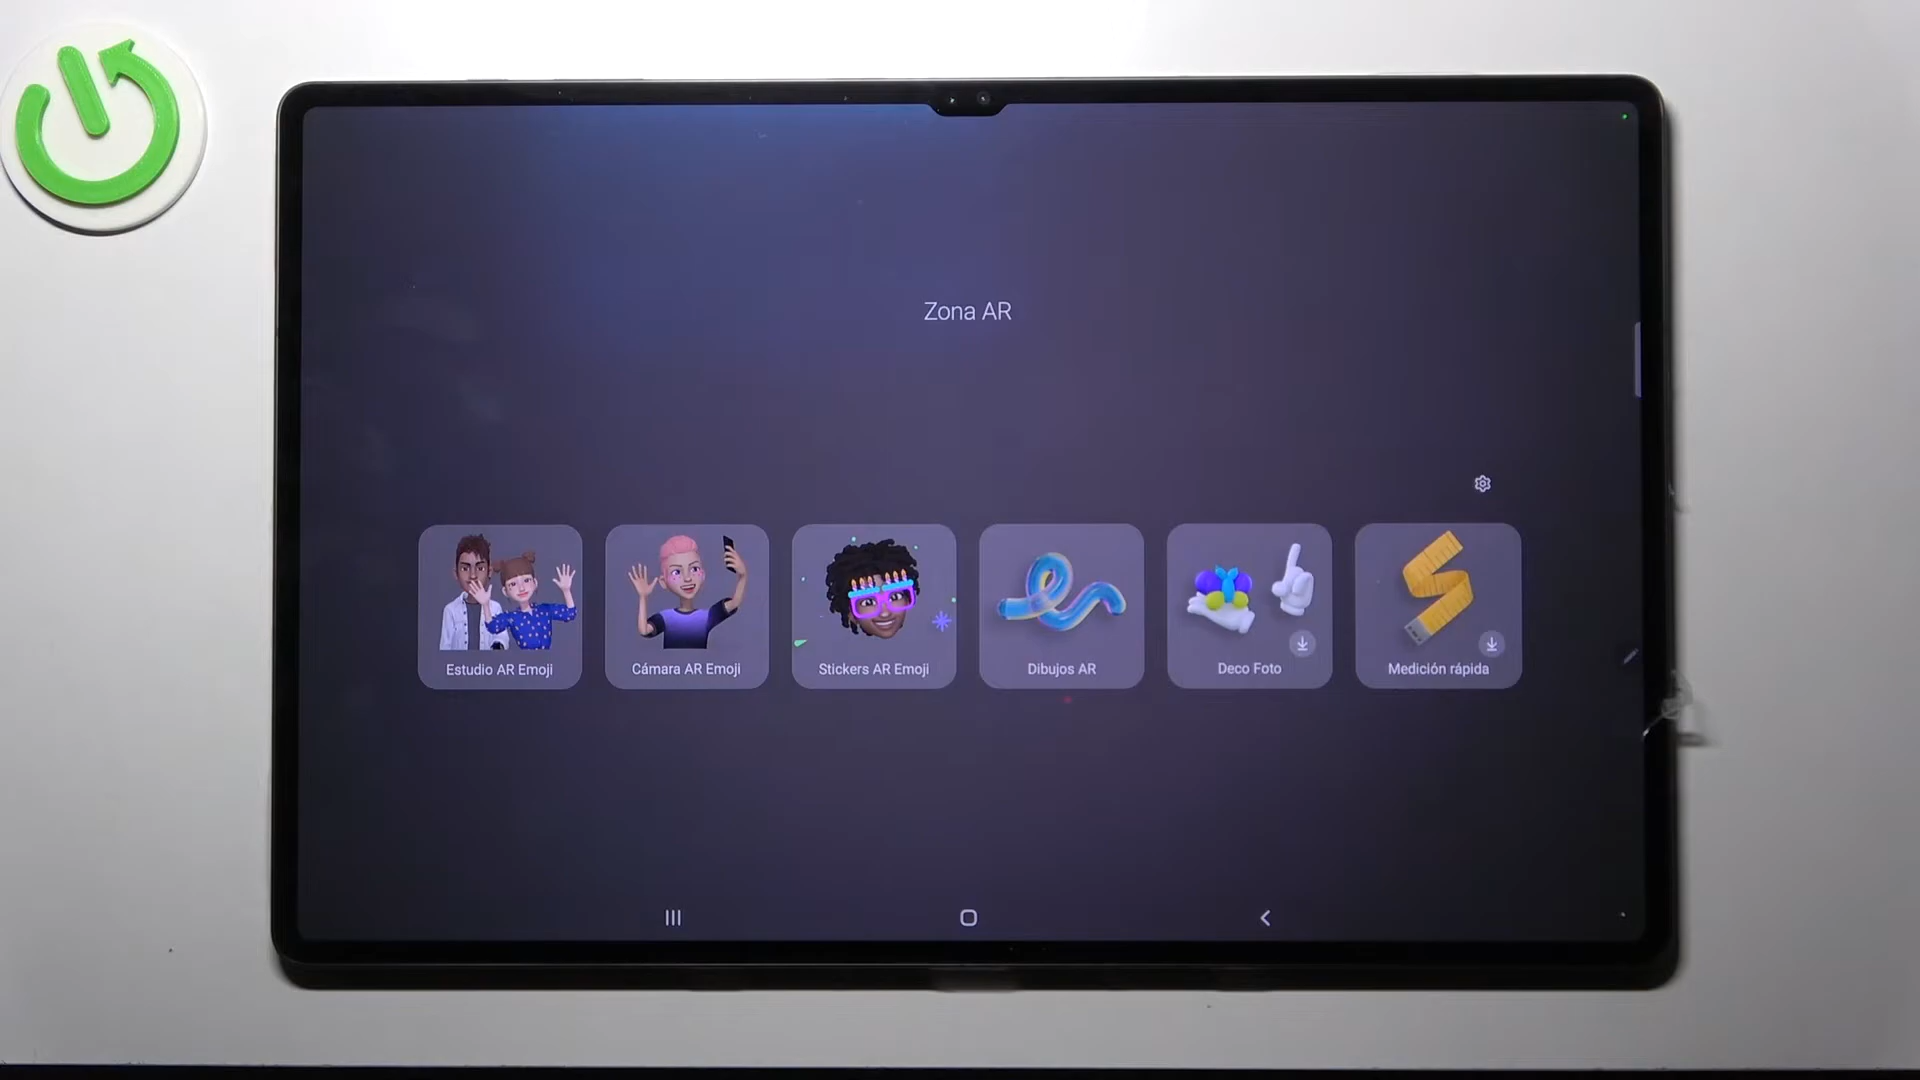 Zona AR
Estudio AR Emoji
Cámara AR Emoji
Stickers AR Emoji
Dibujos AR
Deco Foto
Medición rápida